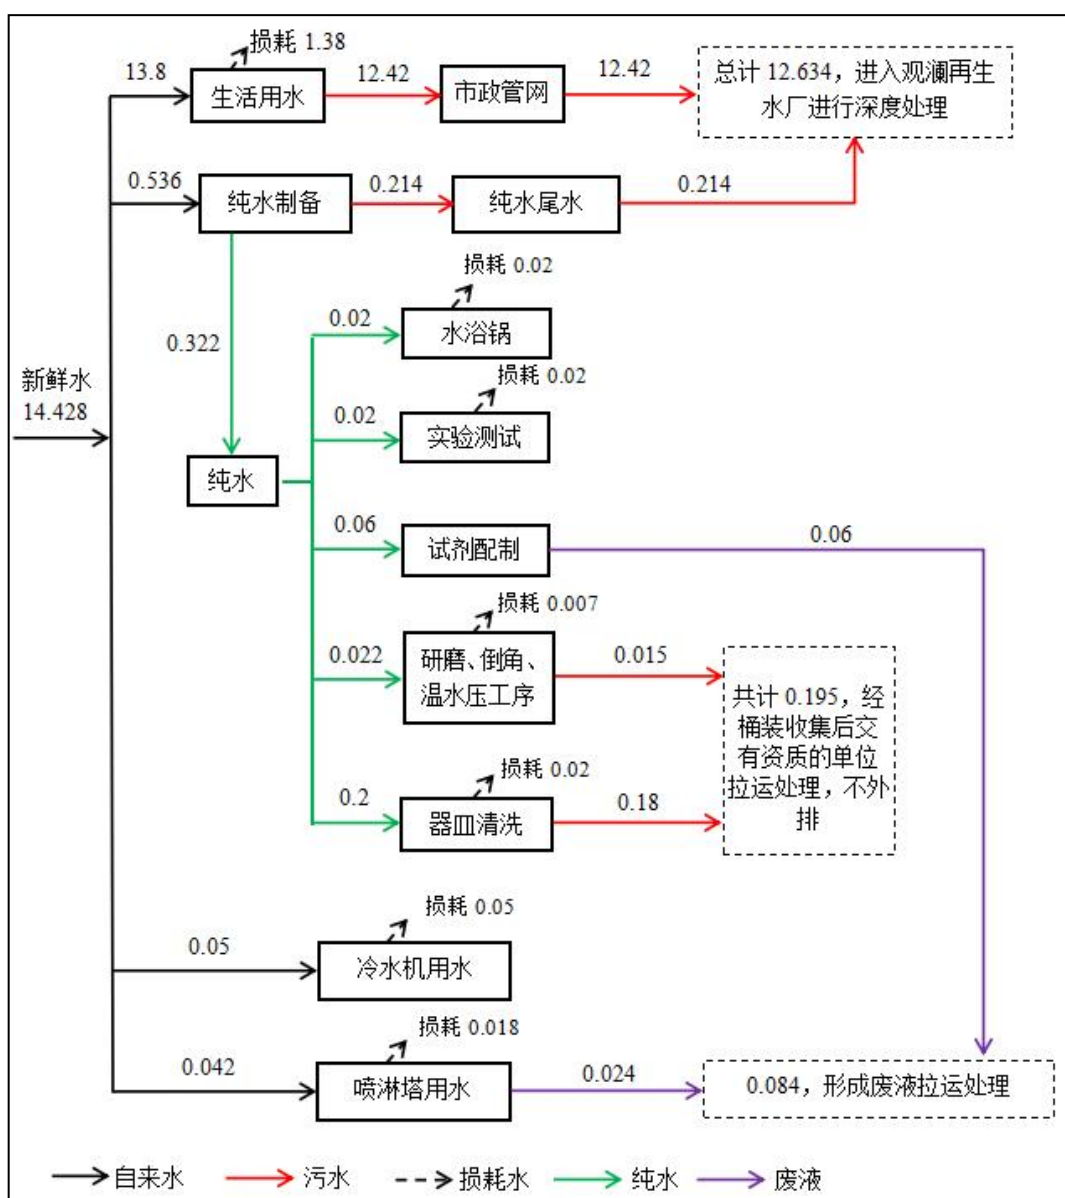 损耗 1.38
13.8
生活用水
12.42
市政管网
12.42
总计 12.634，进入观澜再生
水厂进行深度处理
0.536
纯水制备
0.214
纯水尾水
0.214
损耗 0.02
0.02
水浴锅
0.322
新鲜水
14.428
损耗 0.02
0.02
实验测试
纯水
0.06
试剂配制
0.06
损耗 0.007
0.022
研磨、倒角、
温水压工序
0.015
共计 0.195，经
桶装收集后交
有资质的单位
拉运处理，不外
排
损耗 0.02
0.2
器皿清洗
0.18
损耗 0.05
0.05
冷水机用水
损耗 0.018
0.042
喷淋塔用水
0.024
0.084，形成废液拉运处理
自来水
污水
损耗水
纯水
废液